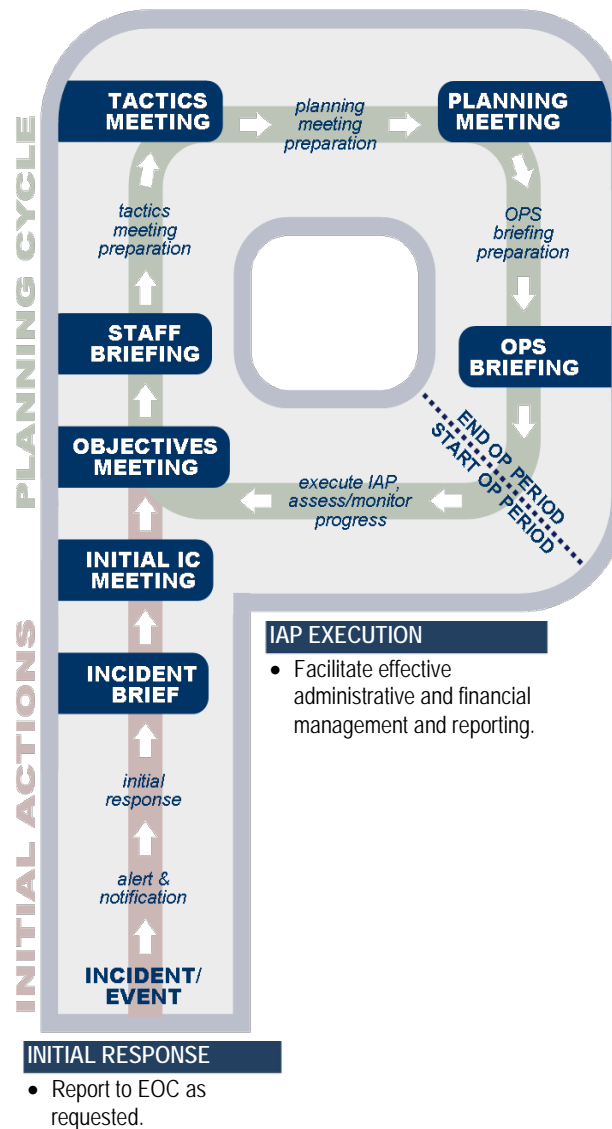 TACTICS
MEETING
planning
meeting
preparation
PLANNING
MEETING
tactics
meeting
preparation
OPS
briefing
preparation
STAFF
BRIEFING
OPS
BRIEFING
OBJECTIVES
MEETING
END OP PERIOD
START OP PERIOD
execute IAP,
assess/monitor
progress
INITIAL IC
MEETING
INCIDENT
BRIEF
initial
response
alert &
notification
INCIDENT/
EVENT
PLANNING CYCLE
INITIAL ACTIONS
IAP EXECUTION
• Facilitate effective
administrative and financial
management and reporting.
INITIAL RESPONSE
• Report to EOC as
requested.